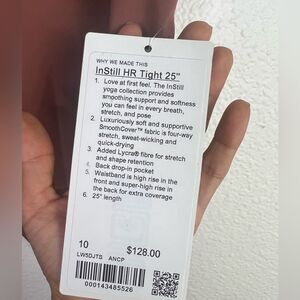 WHY WE MADE THIS
InStill HR Tight 25"
1. Love at first feel. The InStill
yoga collection provides
smoothing support and softness
you can feel in every breath,
stretch, and pose
2. Luxuriously soft and supportive
SmoothCover™ fabric is four-way
stretch, sweat-wicking and
quick-drying
3. Added Lycra® fibre for stretch
and shape retention
4. Back drop-in pocket
5. Waistband is high rise in the
front and super-high rise in
the back for extra coverage
6. 25" length
10 $128.00
LW5DJTS ANCP
000143485526